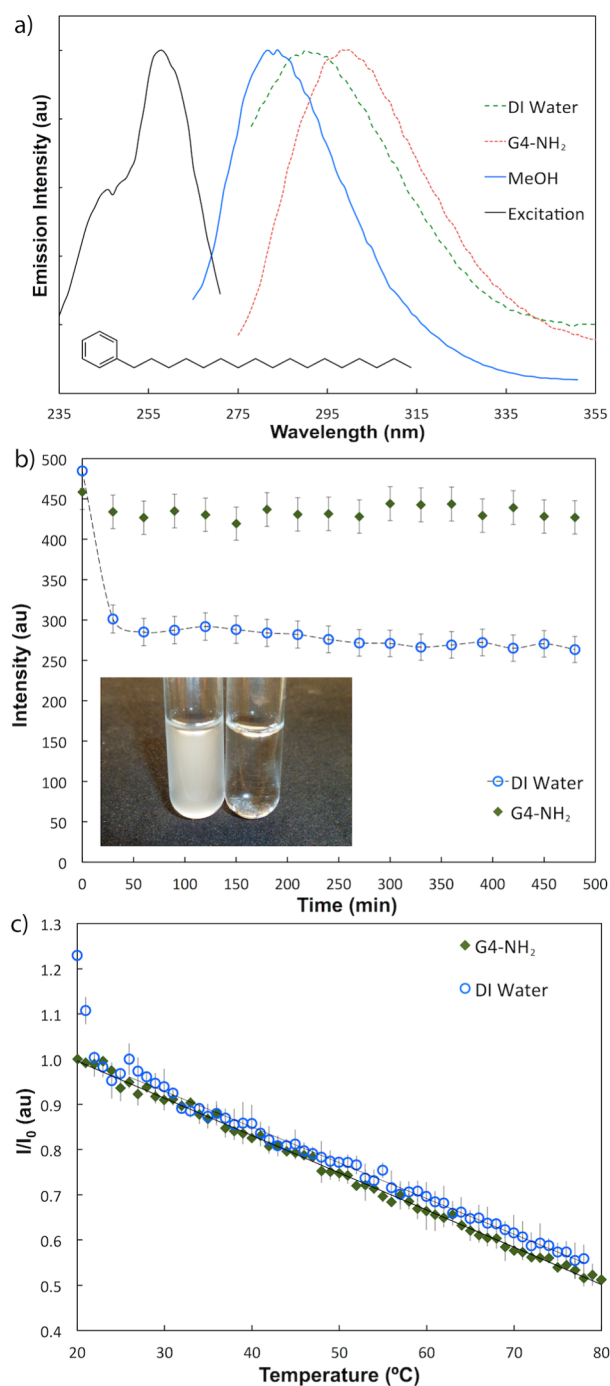 a)
Emission Intensity (au)
DI Water
G4-NH₂
MeOH
Excitation
235 255 275 295 315 335 355
Wavelength (nm)
b)
500
450
400
350
300
250
200
150
100
50
0
Intensity (au)
DI Water
G4-NH₂
0 50 100 150 200 250 300 350 400 450 500
Time (min)
c)
1.3
1.2
1.1
1.0
0.9
0.8
0.7
0.6
0.5
0.4
I/I₀ (au)
G4-NH₂
DI Water
20 30 40 50 60 70 80
Temperature (ºC)